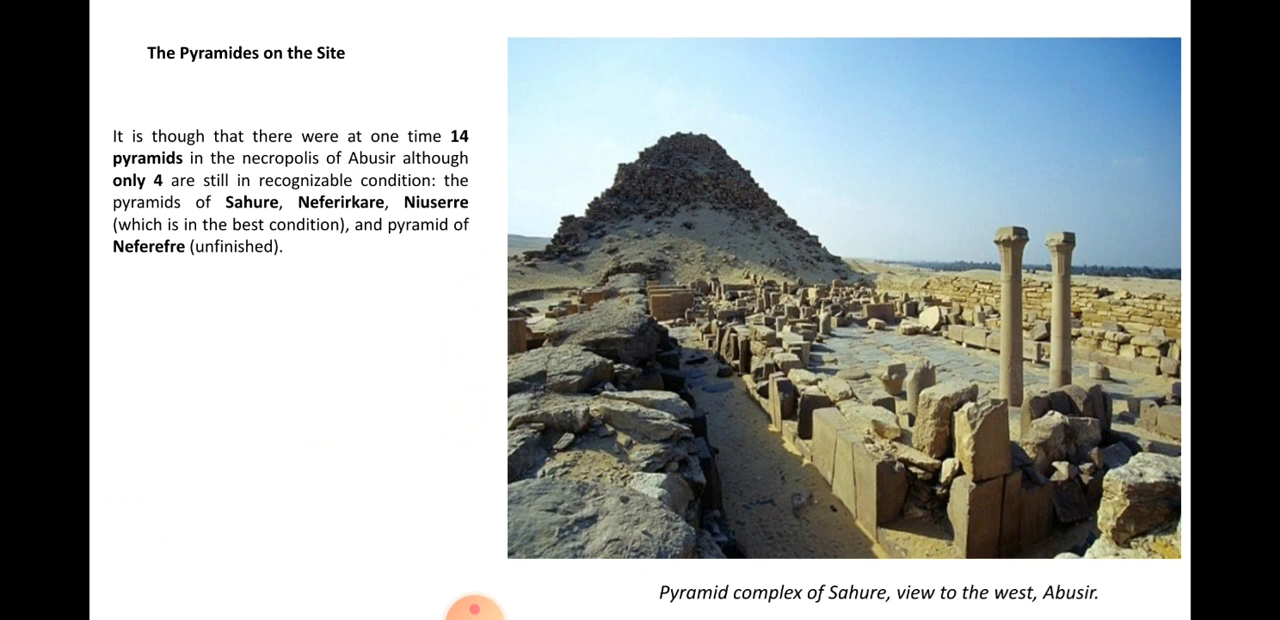 The Pyramides on the Site
It is though that there were at one time 14
pyramids in the necropolis of Abusir although
only 4 are still in recognizable condition: the
pyramids of Sahure, Neferirkare, Niuserre
(which is in the best condition), and pyramid of
Neferefre (unfinished).
Pyramid complex of Sahure, view to the west, Abusir.